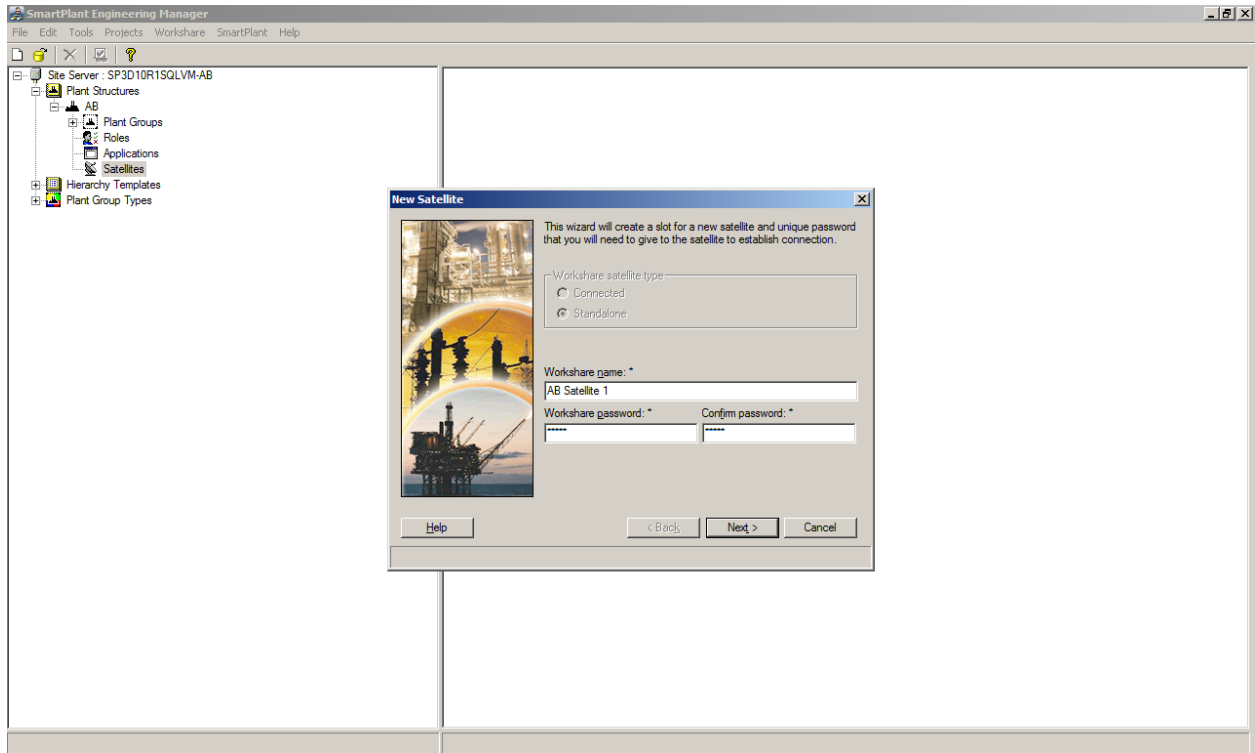 SmartPlant Engineering Manager
File Edit Tools Projects Workshare SmartPlant Help
Site Server : SP3D10R1SQLVM-AB
Plant Structures
AB
Plant Groups
Roles
Applications
Satellites
Hierarchy Templates
Plant Group Types
New Satellite
This wizard will create a slot for a new satellite and unique password
that you will need to give to the satellite to establish connection.
Workshare satellite type
Connected
Standalone
Workshare name: *
AB Satellite 1
Workshare password: * Confirm password: *
***** *****
Help < Back Next > Cancel